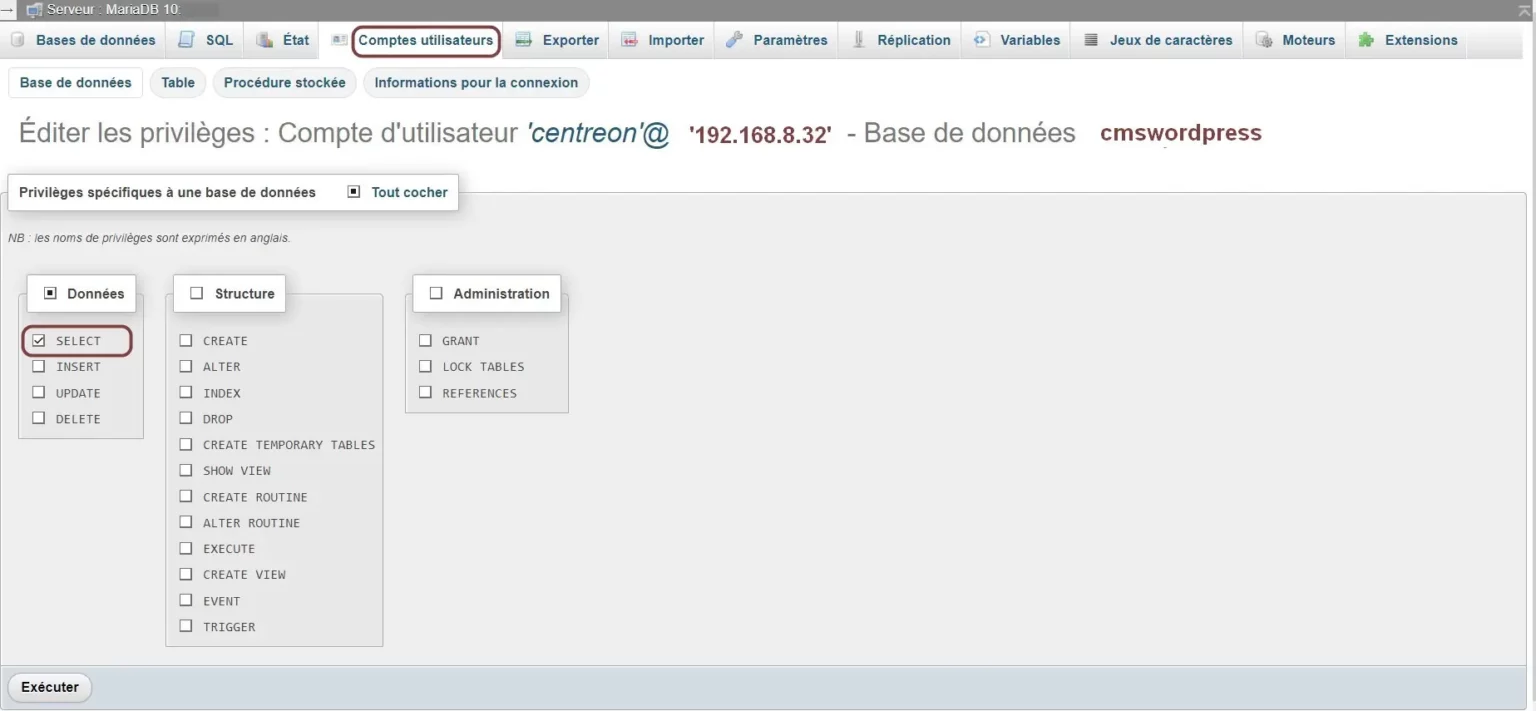 Serveur : MariaDB 10:
Bases de données SQL État Comptes utilisateurs Exporter Importer Paramètres Réplication Variables Jeux de caractères Moteurs Extensions
Base de données Table Procédure stockée Informations pour la connexion
Éditer les privilèges : Compte d'utilisateur 'centreon'@ '192.168.8.32' - Base de données cmswordpress
Privilèges spécifiques à une base de données Tout cocher
NB : les noms de privilèges sont exprimés en anglais.
Données
SELECT
INSERT
UPDATE
DELETE
Structure
CREATE
ALTER
INDEX
DROP
CREATE TEMPORARY TABLES
SHOW VIEW
CREATE ROUTINE
ALTER ROUTINE
EXECUTE
CREATE VIEW
EVENT
TRIGGER
Administration
GRANT
LOCK TABLES
REFERENCES
Exécuter